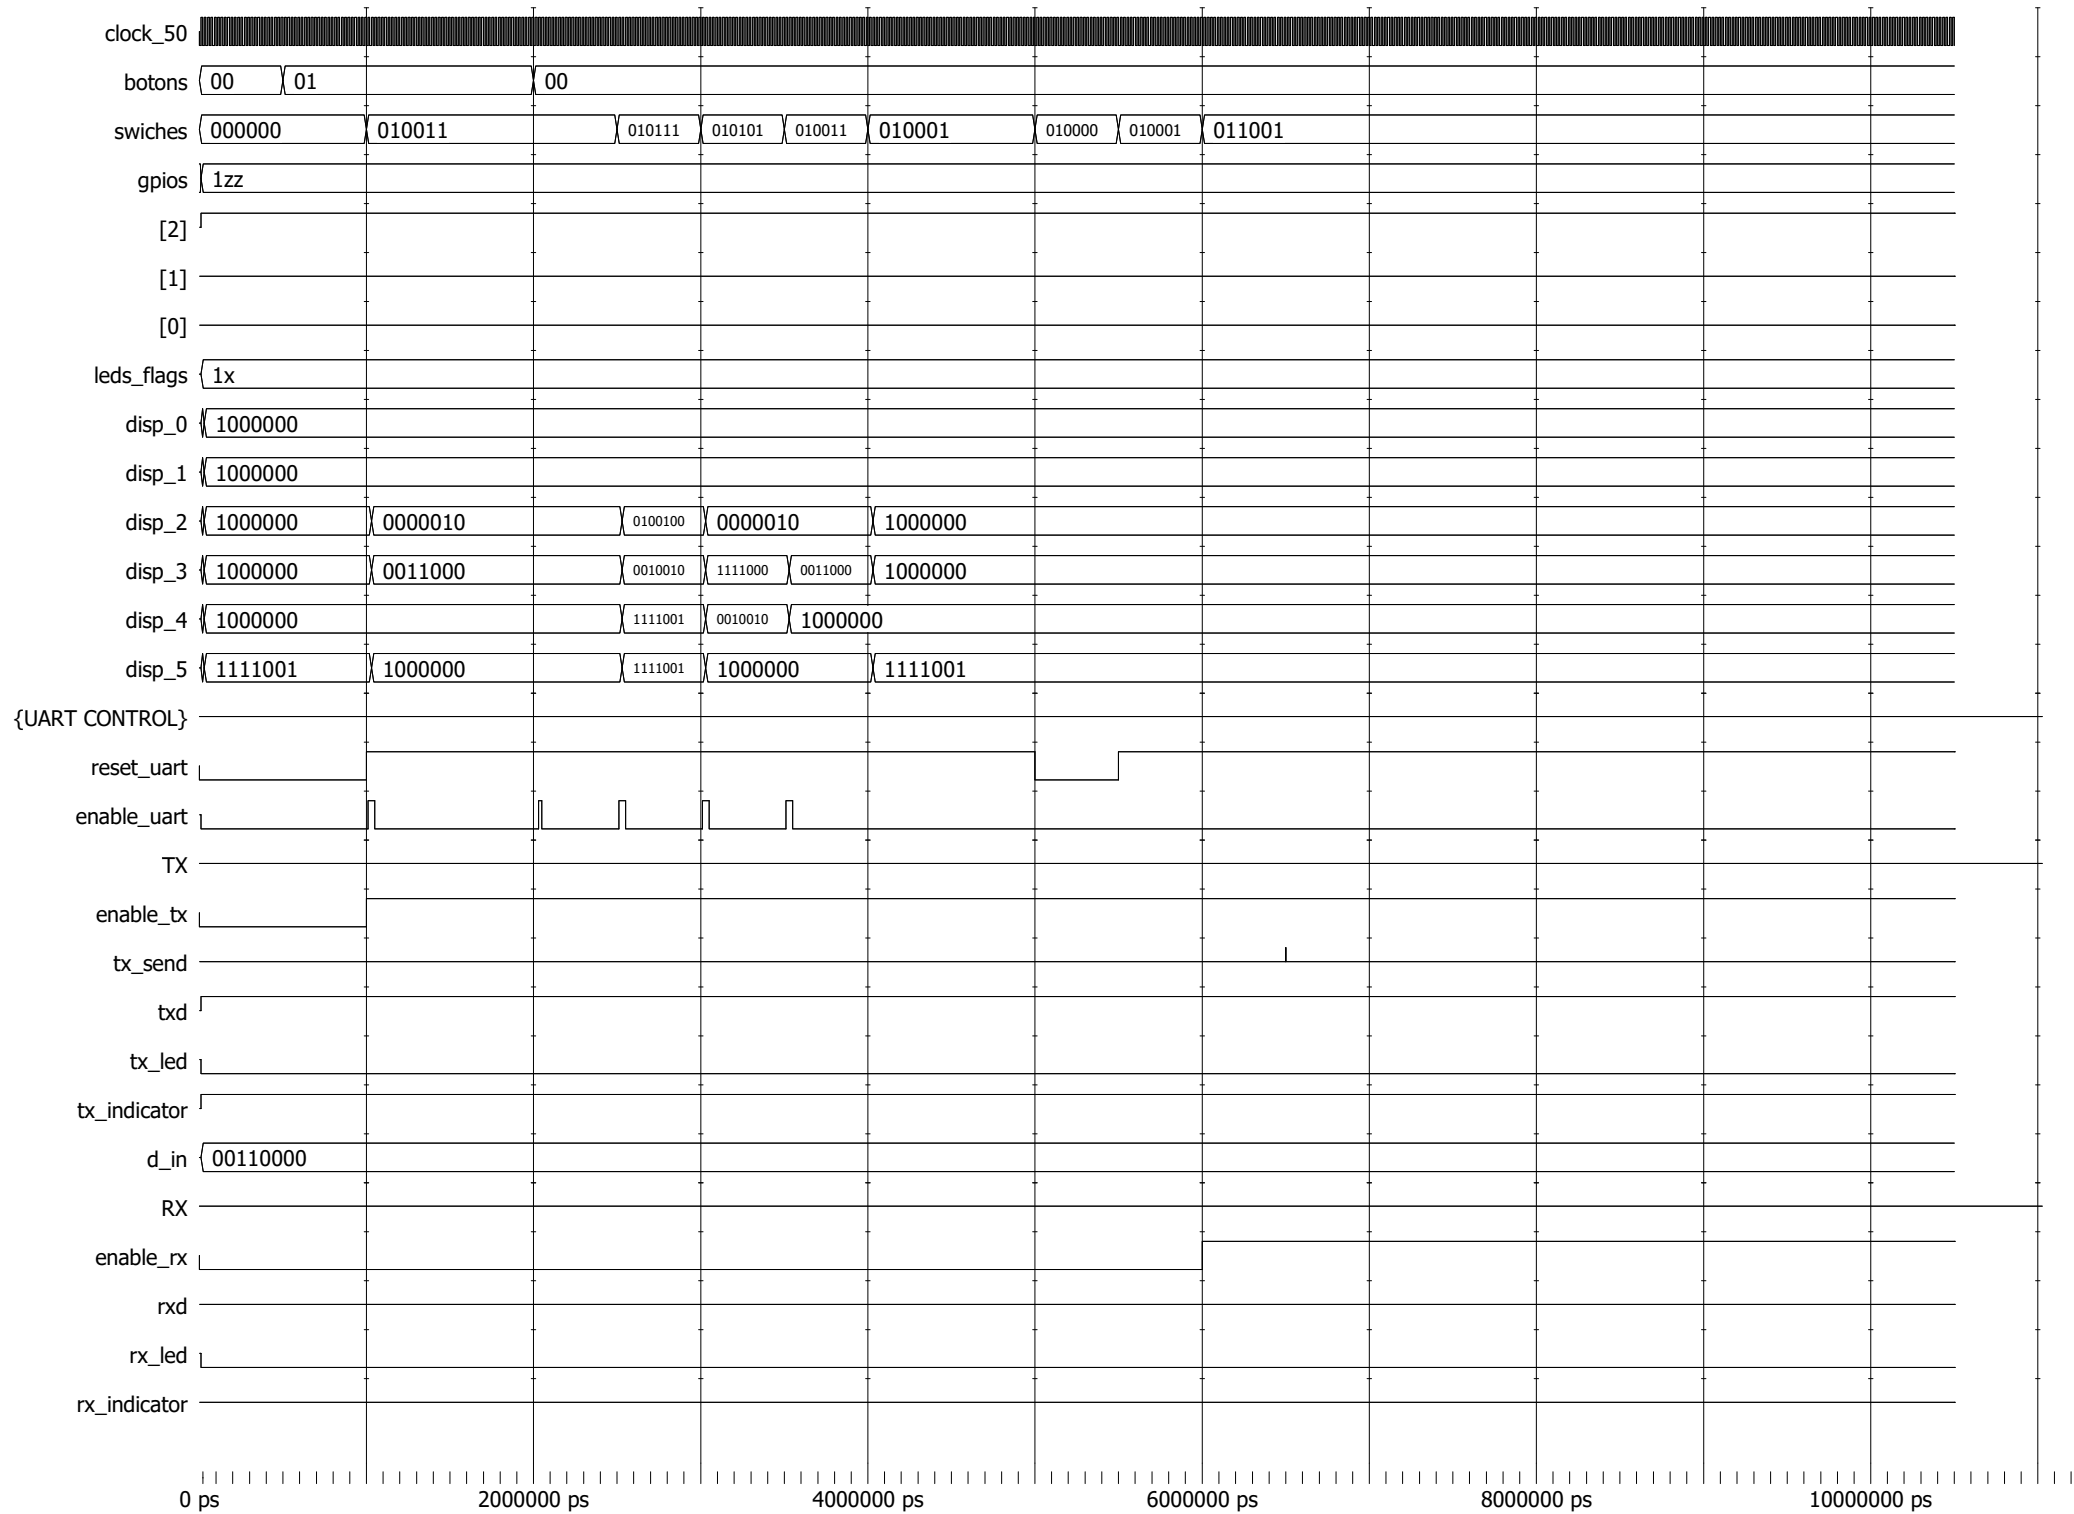 clock_50
botons 00 01 00
swiches 000000 010011 010111 010101 010011 010001 010000 010001 011001
gpios 1zz
[2]
[1]
[0]
leds_flags 1x
disp_0 1000000
disp_1 1000000
disp_2 1000000 0000010 0100100 0000010 1000000
disp_3 1000000 0011000 0010010 1111000 0011000 1000000
disp_4 1000000 1111001 0010010 1000000
disp_5 1111001 1000000 1111001 1000000 1111001
{UART CONTROL}
reset_uart
enable_uart
TX
enable_tx
tx_send
txd
tx_led
tx_indicator
d_in 00110000
RX
enable_rx
rxd
rx_led
rx_indicator
0 ps 2000000 ps 4000000 ps 6000000 ps 8000000 ps 10000000 ps